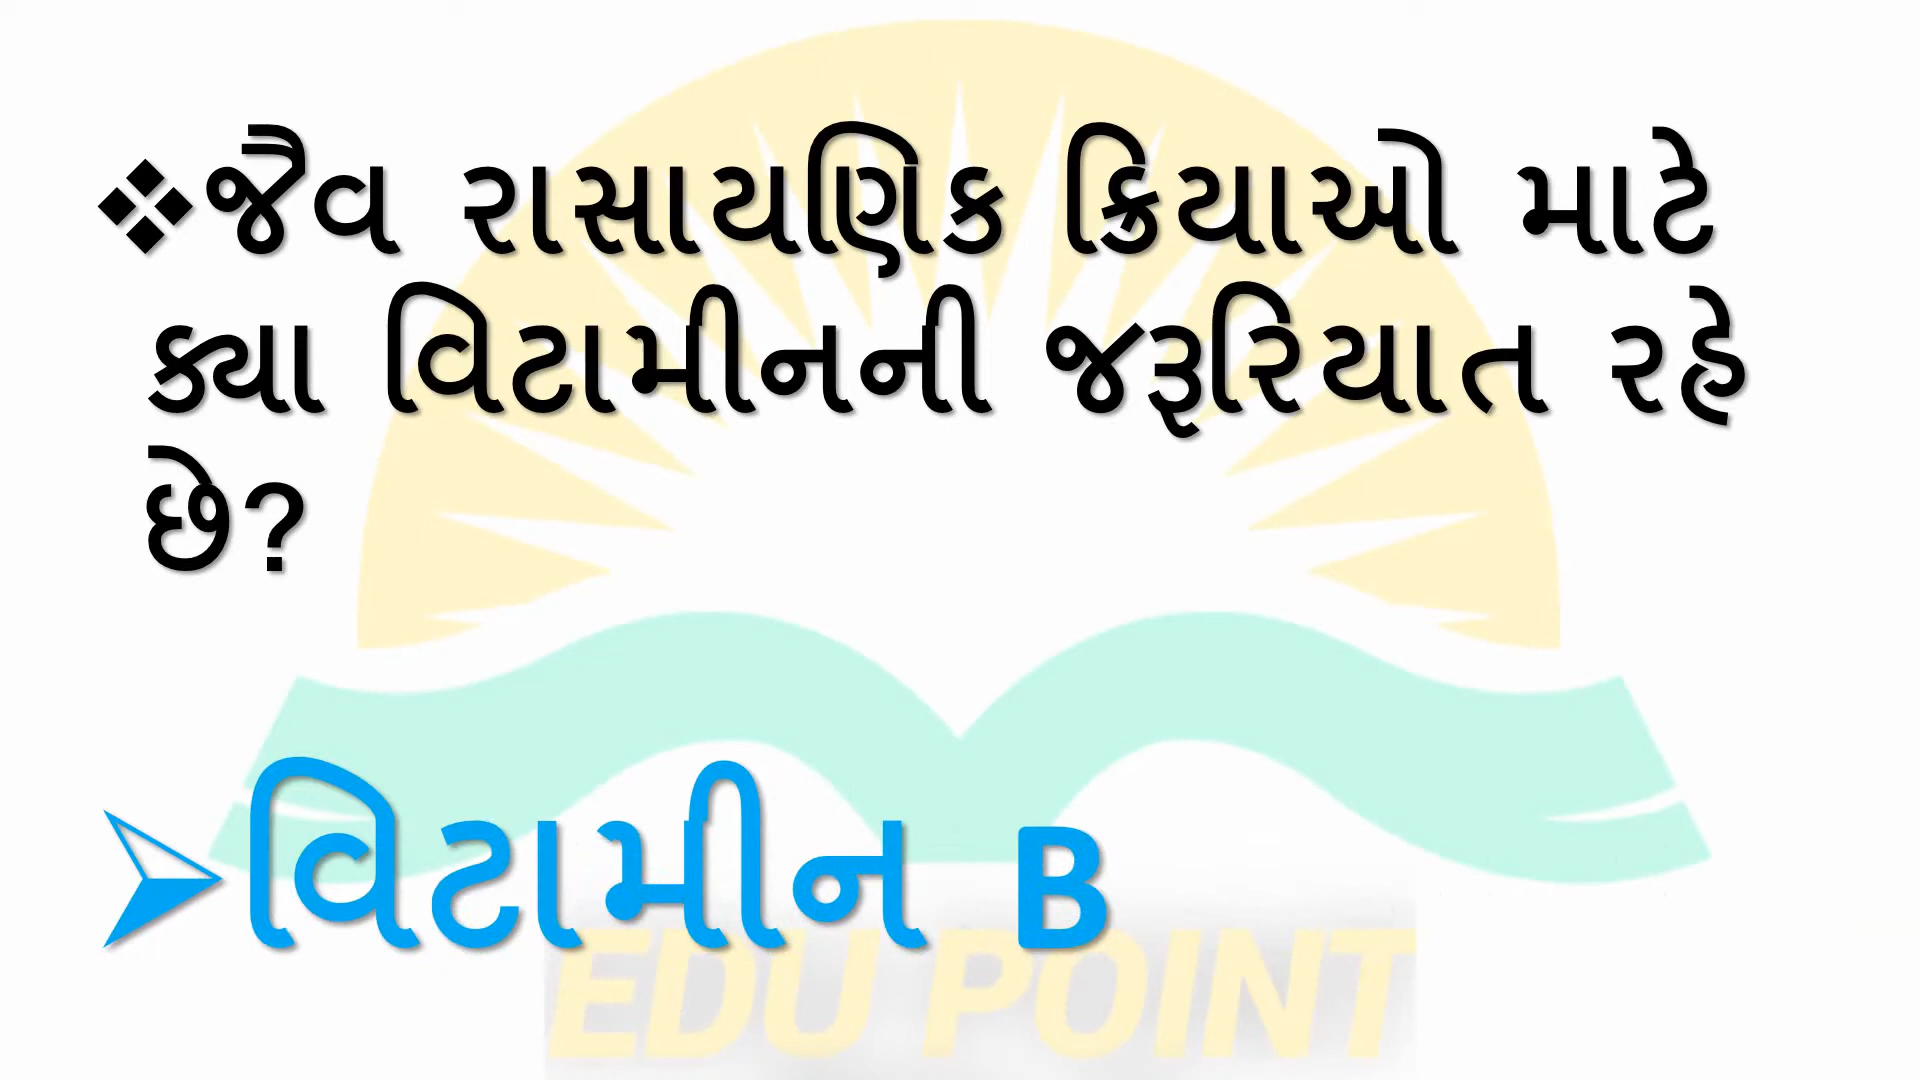 ❖જૈવ રાસાયણિક ક્રિયાઓ માટે
ક્યા વિટામીનની જરૂરિયાત રહે
છે?
➢વિટામીન B
EDU POINT